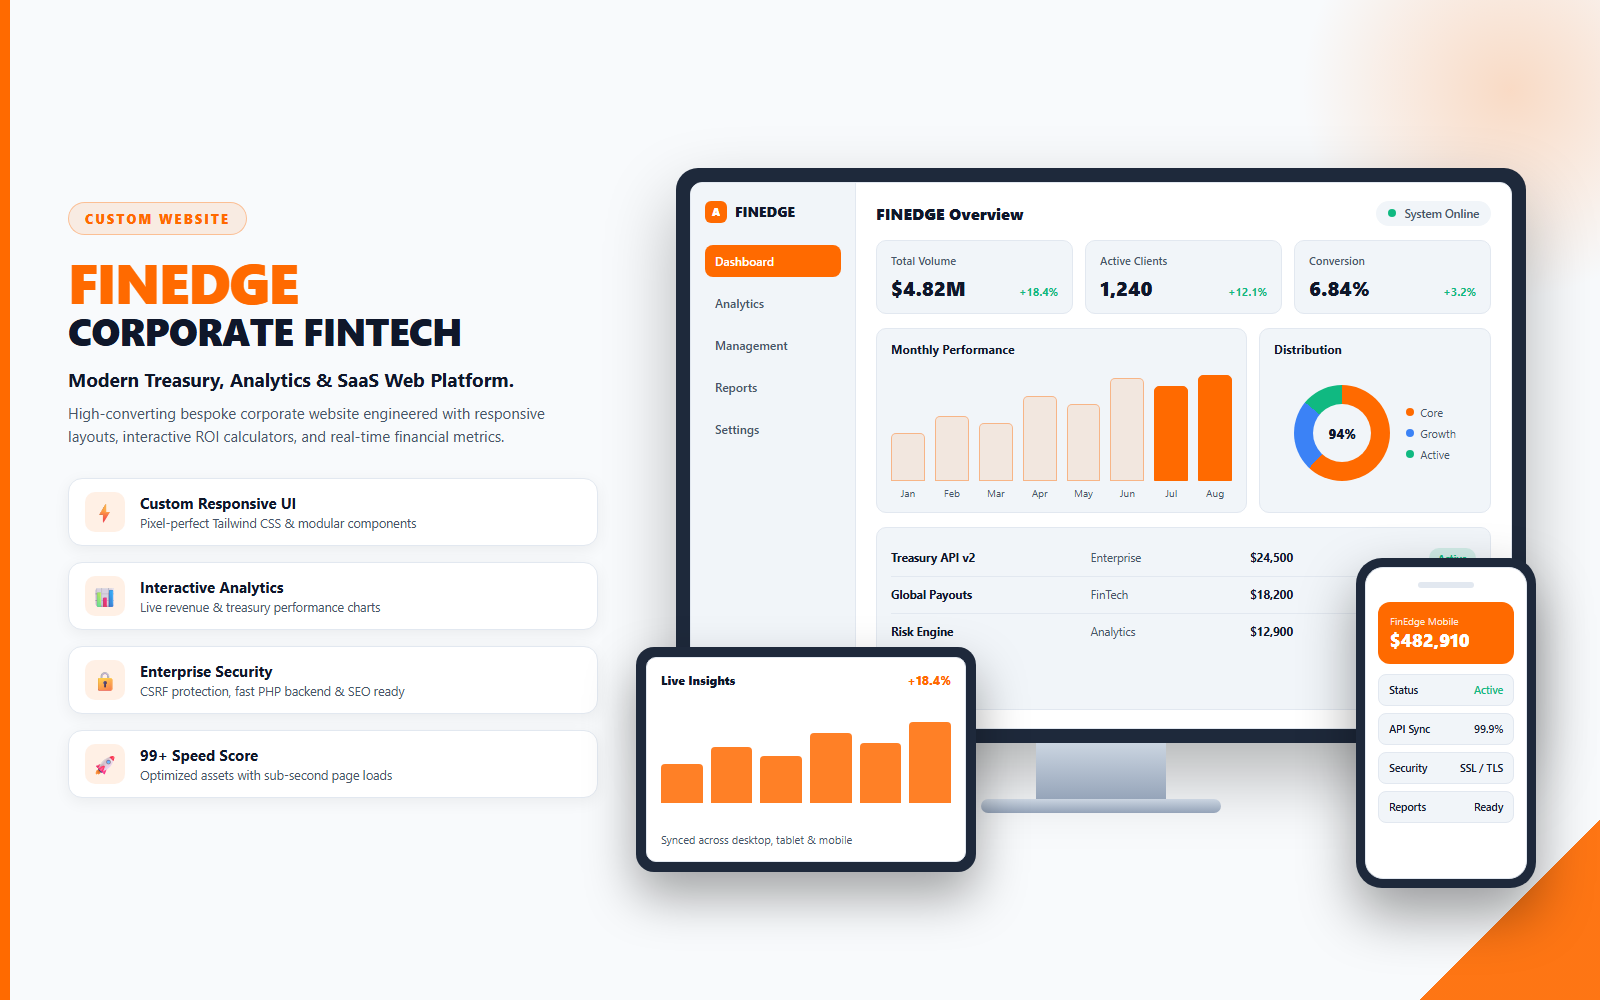 CUSTOM WEBSITE
FINEDGE
CORPORATE FINTECH
Modern Treasury, Analytics & SaaS Web Platform.
High-converting bespoke corporate website engineered with responsive
layouts, interactive ROI calculators, and real-time financial metrics.
Custom Responsive UI
Pixel-perfect Tailwind CSS & modular components
Interactive Analytics
Live revenue & treasury performance charts
Enterprise Security
CSRF protection, fast PHP backend & SEO ready
99+ Speed Score
Optimized assets with sub-second page loads
A FINEDGE
Dashboard
Analytics
Management
Reports
Settings
FINEDGE Overview
System Online
Total Volume
$4.82M +18.4%
Active Clients
1,240 +12.1%
Conversion
6.84% +3.2%
Monthly Performance
Jan Feb Mar Apr May Jun Jul Aug
Distribution
94%
Core
Growth
Active
Treasury API v2 Enterprise $24,500 Active
Global Payouts FinTech $18,200
Risk Engine Analytics $12,900
Live Insights +18.4%
Synced across desktop, tablet & mobile
FinEdge Mobile
$482,910
Status Active
API Sync 99.9%
Security SSL / TLS
Reports Ready